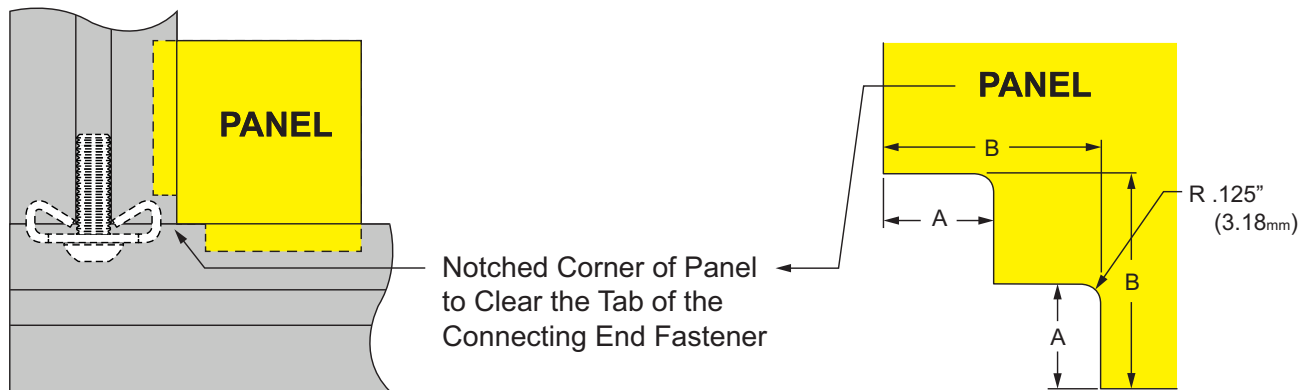 PANEL
Notched Corner of Panel
to Clear the Tab of the
Connecting End Fastener
PANEL
B
A
R .125”
(3.18mm)
B
A